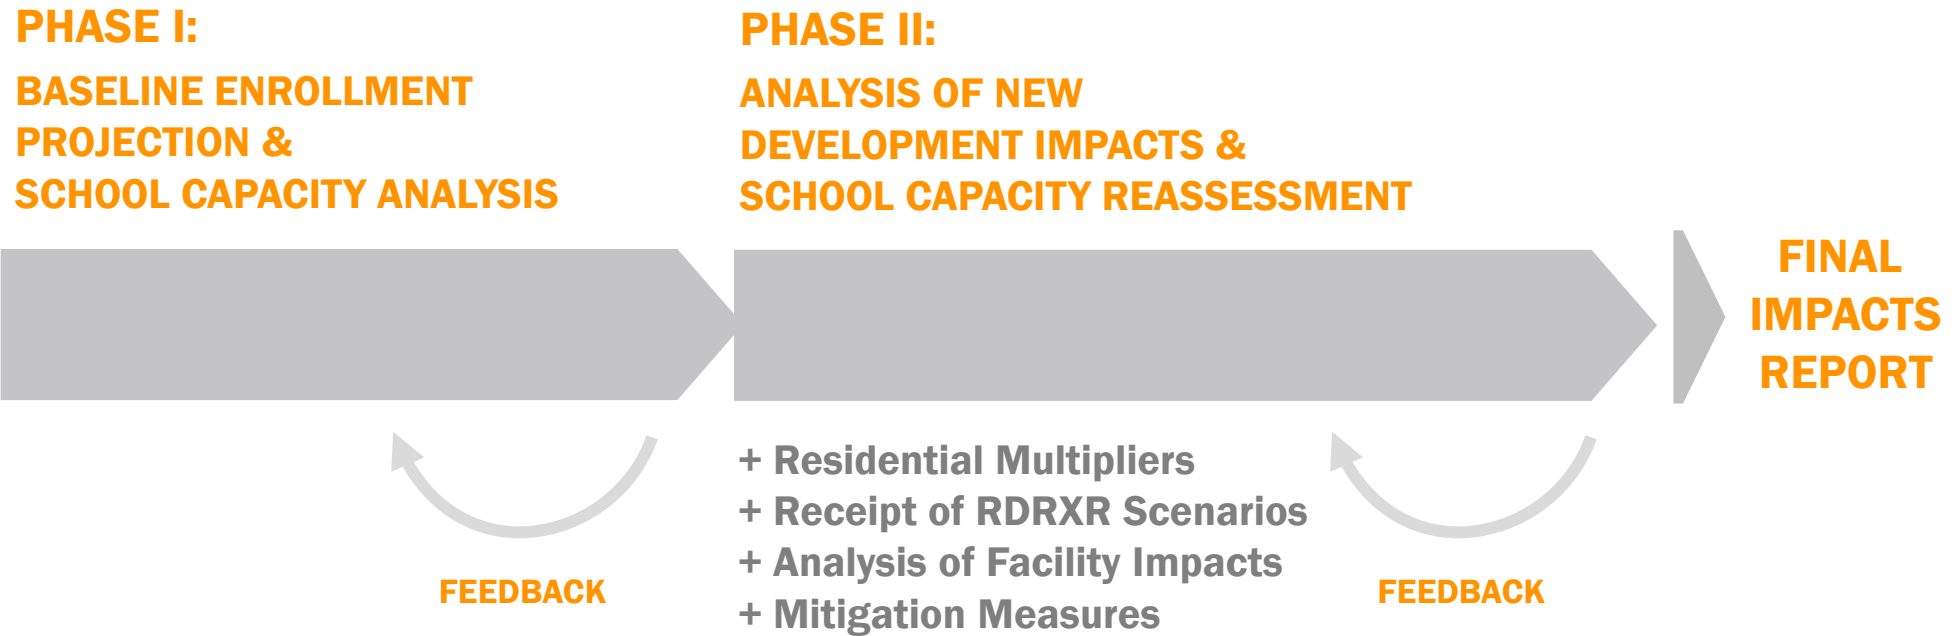 PHASE I:
BASELINE ENROLLMENT
PROJECTION &
SCHOOL CAPACITY ANALYSIS
FEEDBACK
PHASE II:
ANALYSIS OF NEW
DEVELOPMENT IMPACTS &
SCHOOL CAPACITY REASSESSMENT
+ Residential Multipliers
+ Receipt of RDRXR Scenarios
+ Analysis of Facility Impacts
+ Mitigation Measures
FEEDBACK
FINAL
IMPACTS
REPORT